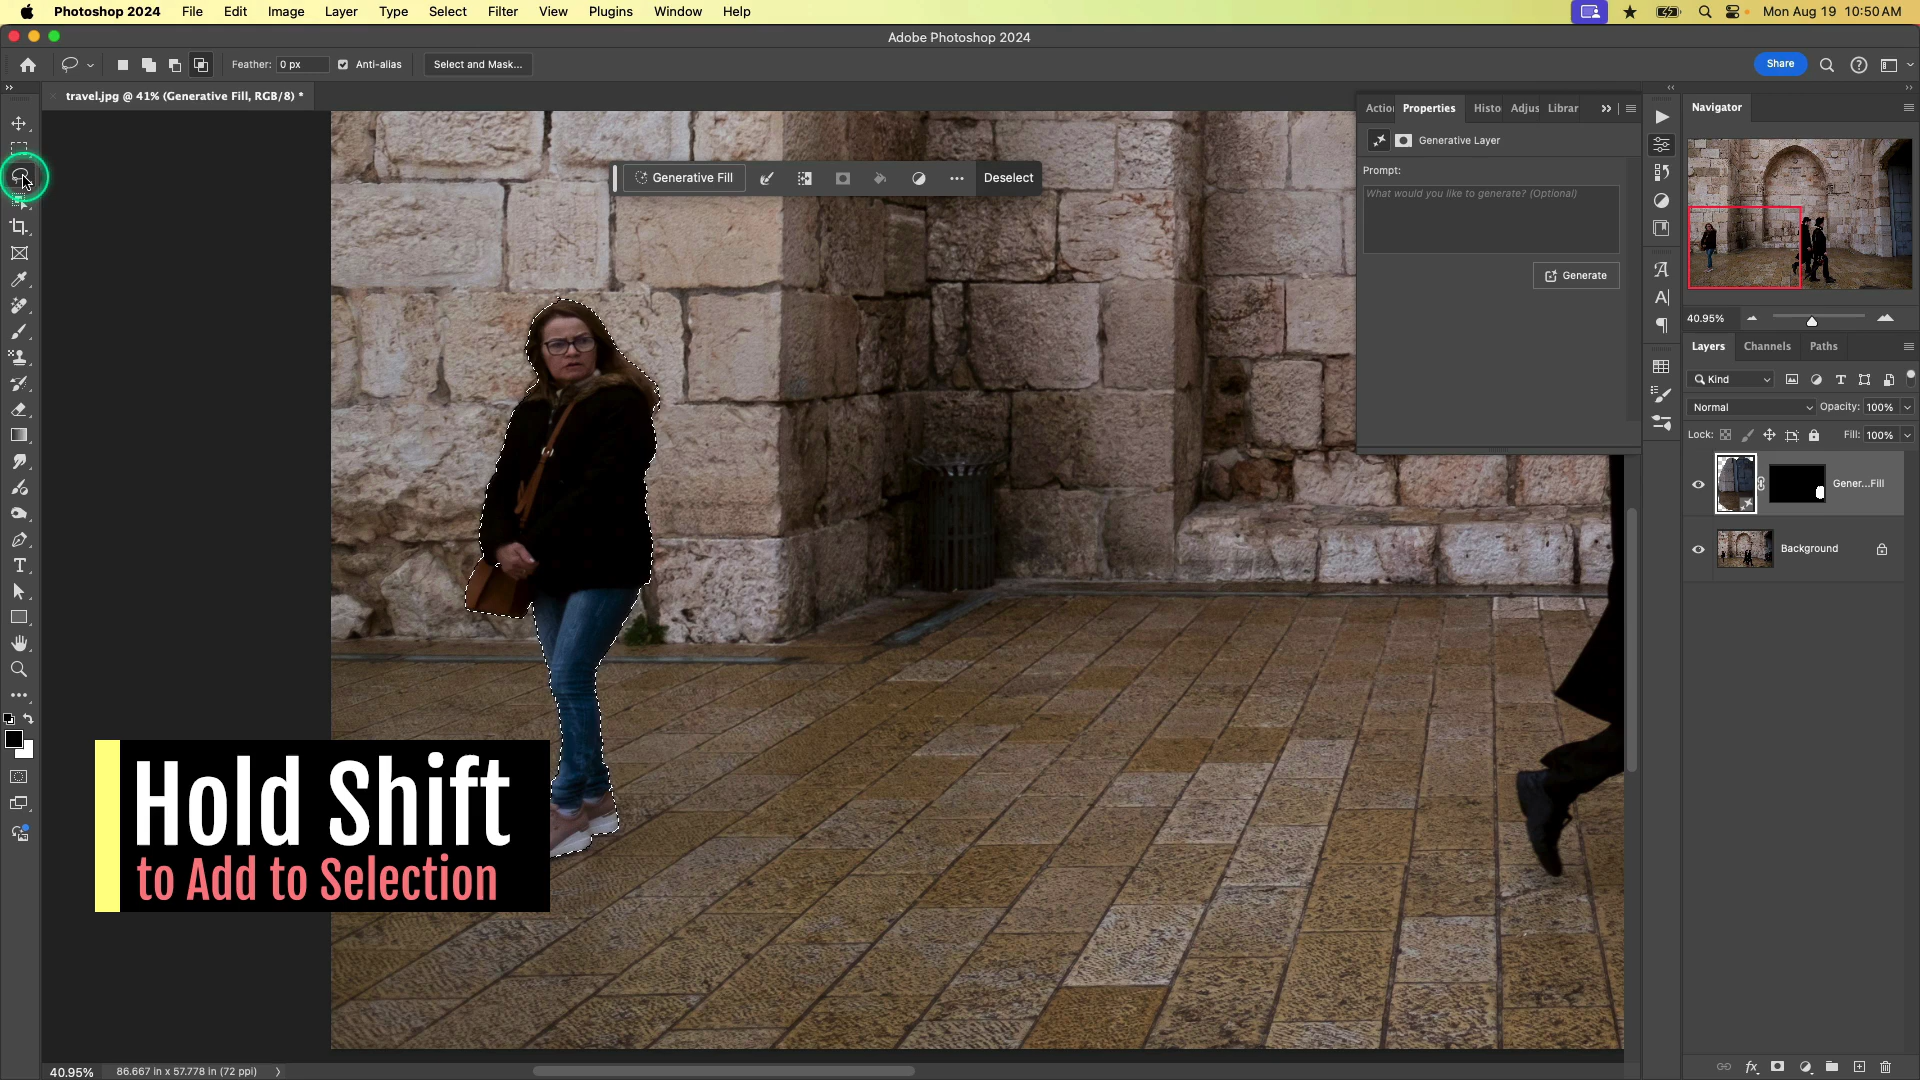 Photoshop 2024 File Edit Image Layer Type Select Filter View Plugins Window Help Mon Aug 19 10:50 AM
Adobe Photoshop 2024
Feather: 0 px Anti-alias Select and Mask... Share
travel.jpg @ 41% (Generative Fill, RGB/8) *
Actio Properties Histo Adjus Librar
Navigator
Generative Layer
Prompt:
What would you like to generate? (Optional)
Generate
Generative Fill Deselect
40.95%
Layers Channels Paths
Kind
Normal Opacity: 100%
Lock: Fill: 100%
Gener...Fill
Background
Hold Shift
to Add to Selection
40.95% 86.667 in x 57.778 in (72 ppi)